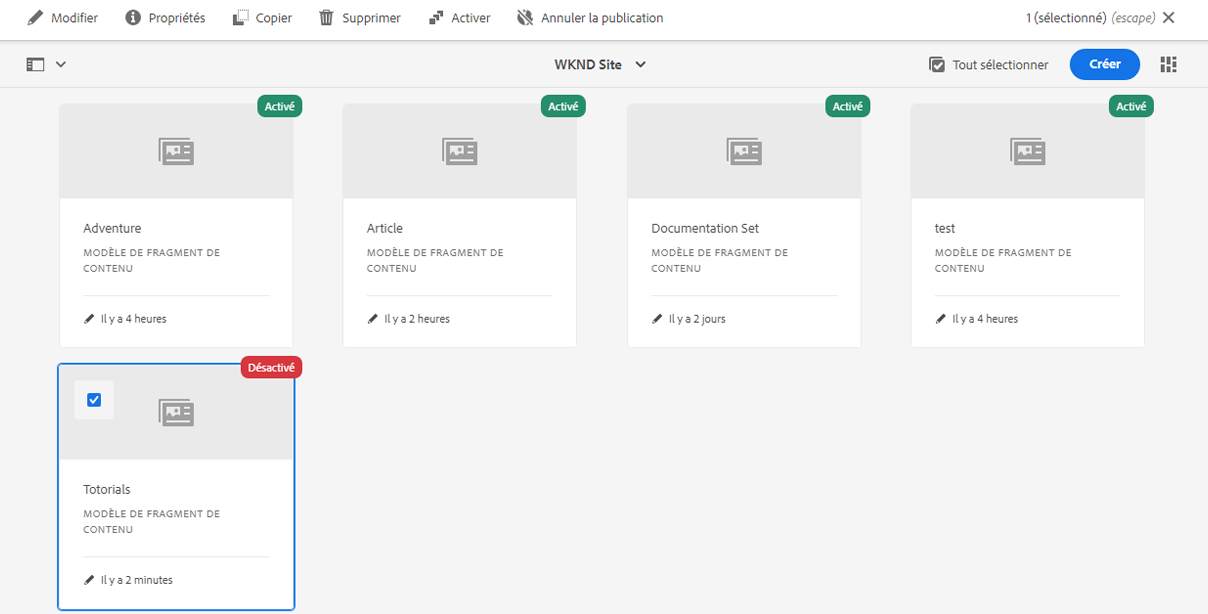 Modifier Propriétés Copier Supprimer Activer Annuler la publication 1 (sélectionné) (escape)
WKND Site Tout sélectionner Créer
Activé Activé Activé Activé
Adventure Article Documentation Set test
MODÈLE DE FRAGMENT DE MODÈLE DE FRAGMENT DE MODÈLE DE FRAGMENT DE MODÈLE DE FRAGMENT DE
CONTENU CONTENU CONTENU CONTENU
Il y a 4 heures Il y a 2 heures Il y a 2 jours Il y a 4 heures
Désactivé
Totorials
MODÈLE DE FRAGMENT DE
CONTENU
Il y a 2 minutes